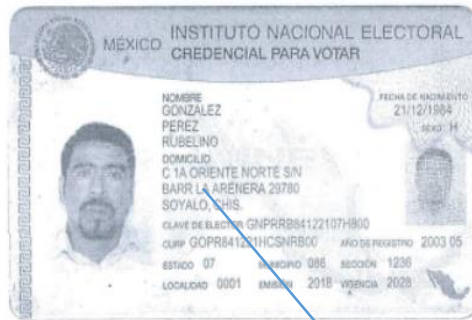 MÉXICO
INSTITUTO NACIONAL ELECTORAL
CREDENCIAL PARA VOTAR
NOMBRE
GONZALEZ
PEREZ
RUBELINO
FECHA DE NACIMIENTO
21/12/1984
SEXO H
DOMICILIO
C 1A ORIENTE NORTE S/N
BARR LA ARENERA 29780
SOYALO, CHIS.
CLAVE DE ELECTOR GNPRRB84122107H800
CURP GOPR841221HCSNRB00 AÑO DE REGISTRO 2003 05
ESTADO 07 MUNICIPIO 086 SECCIÓN 1236
LOCALIDAD 0001 EMISIÓN 2018 VIGENCIA 2028